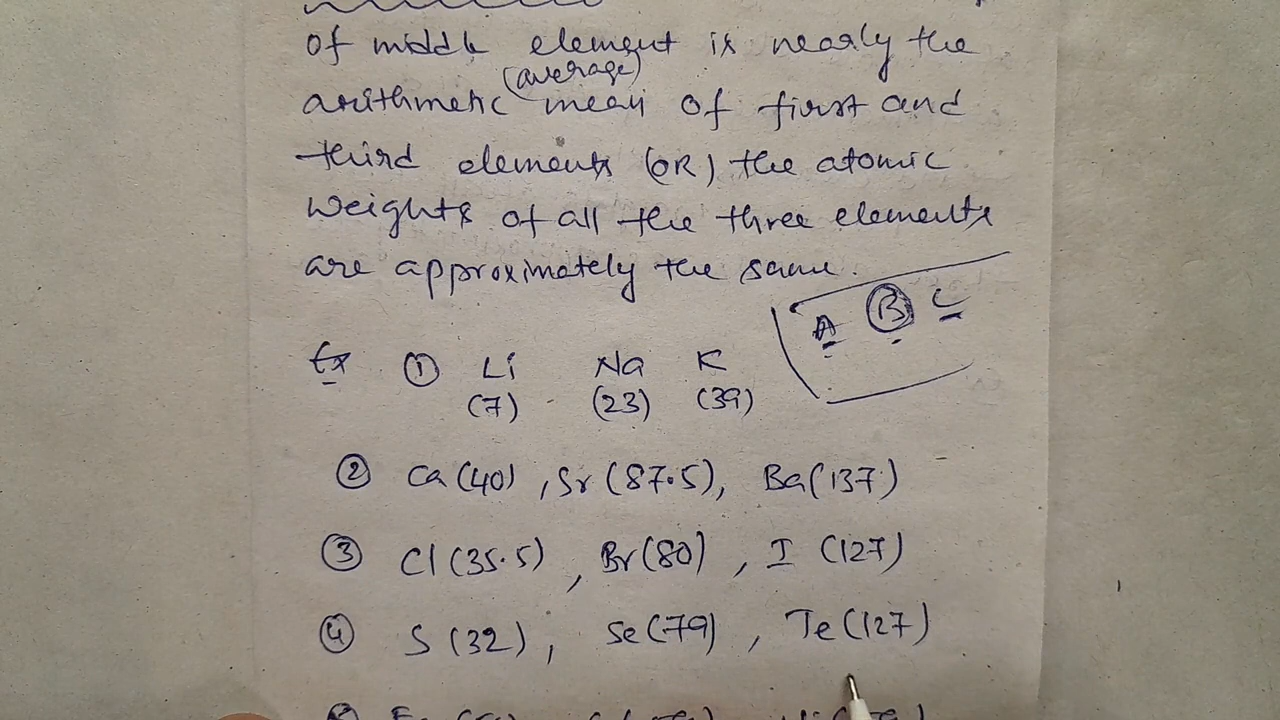 of middle element is nearly the
(average)
arithmetic mean of first and
third elements (OR) the atomic
weights of all the three elements
are approximately the same.
A B C
Ex ① Li Na K
(7) (23) (39)
② Ca (40), Sr (87.5), Ba (137)
③ Cl (35.5), Br (80), I (127)
④ S (32), Se (79), Te (127)